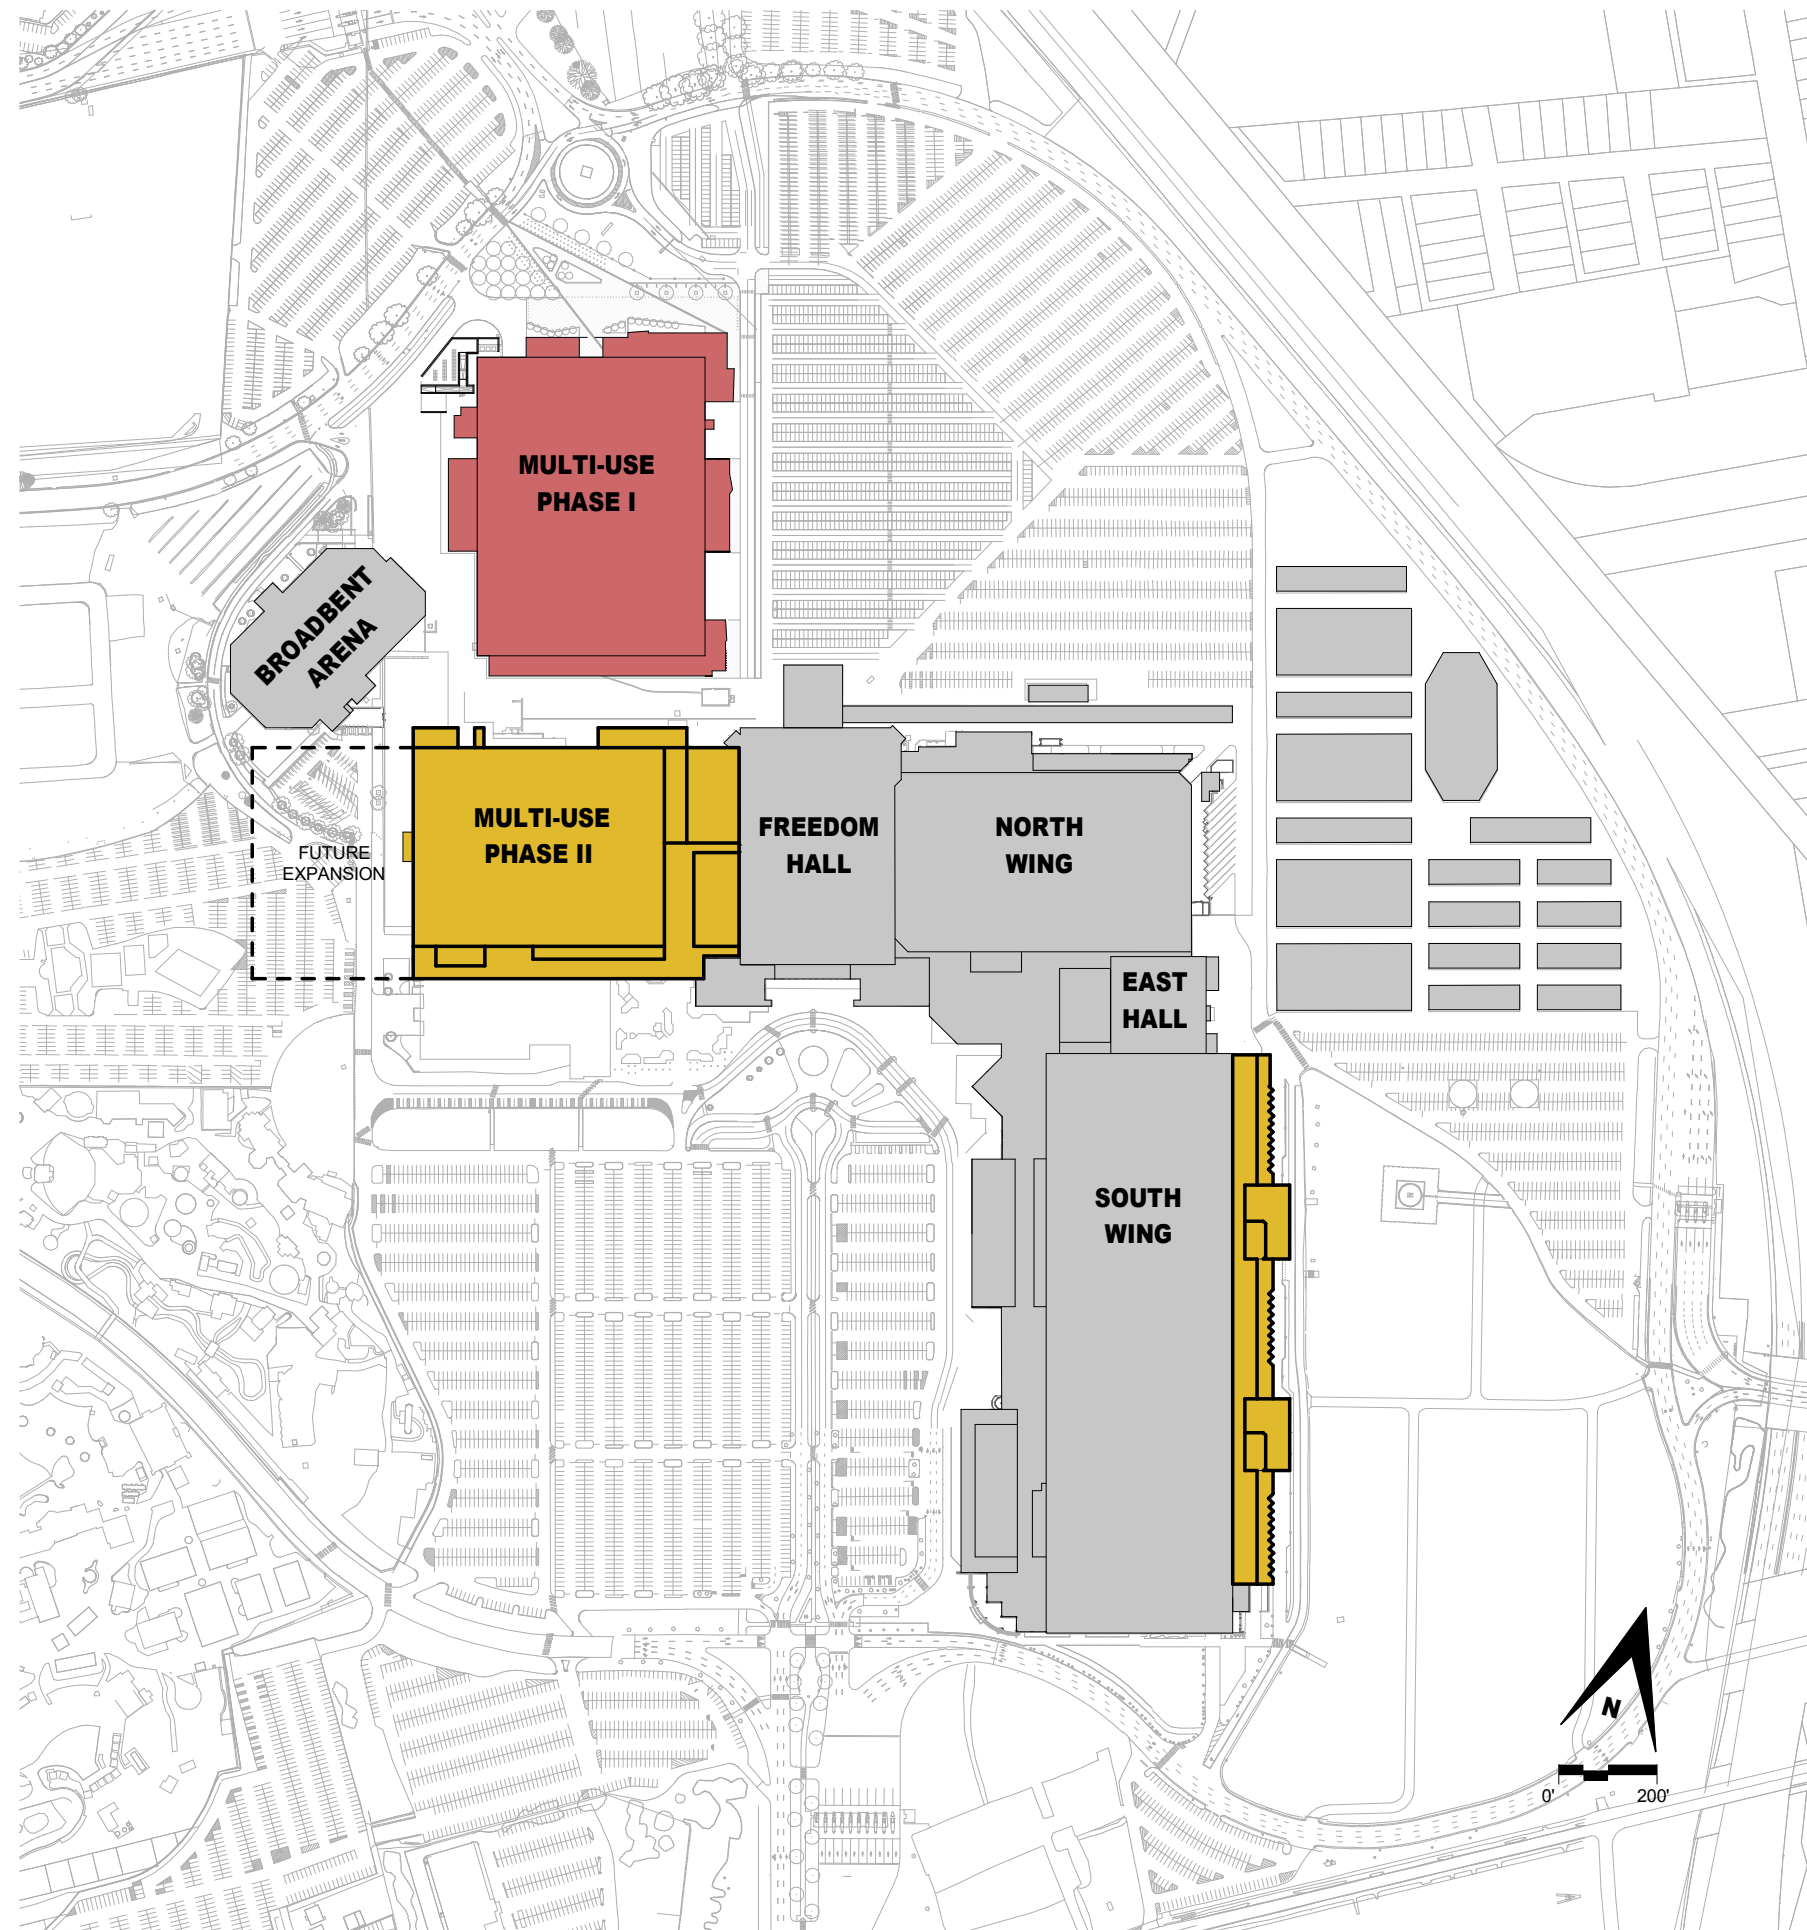 MULTI-USE
PHASE I
BROADBENT
ARENA
MULTI-USE
PHASE II
FUTURE
EXPANSION
FREEDOM
HALL
NORTH
WING
EAST
HALL
SOUTH
WING
N
0'
200'